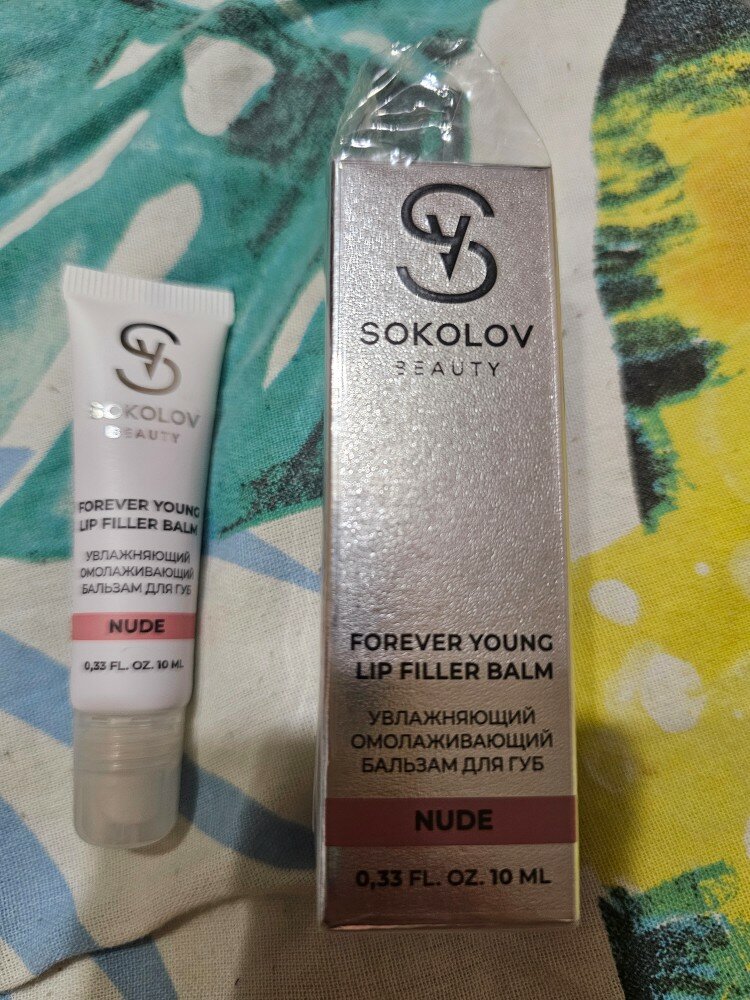 SOKOLOV
BEAUTY
FOREVER YOUNG
LIP FILLER BALM
УВЛАЖНЯЮЩИЙ
ОМОЛАЖИВАЮЩИЙ
БАЛЬЗАМ ДЛЯ ГУБ
NUDE
0,33 FL. OZ. 10 ML
SOKOLOV
BEAUTY
FOREVER YOUNG
LIP FILLER BALM
УВЛАЖНЯЮЩИЙ
ОМОЛАЖИВАЮЩИЙ
БАЛЬЗАМ ДЛЯ ГУБ
NUDE
0,33 FL. OZ. 10 ML